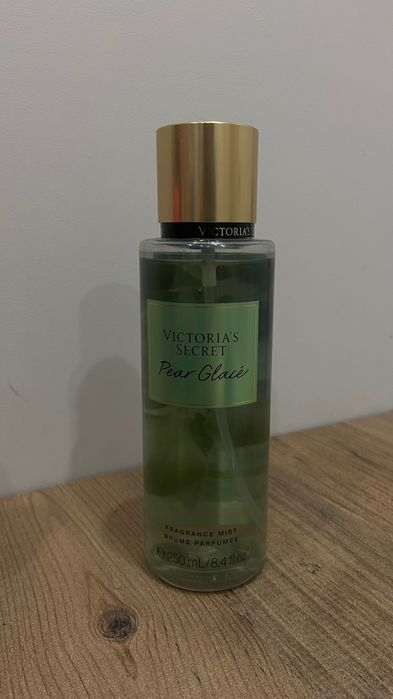 VICTORIA'S
VICTORIA'S
SECRET
Pear Glacé
FRAGRANCE MIST
BRUME PARFUMÉE
℮ 250 mL/8.4 fl oz